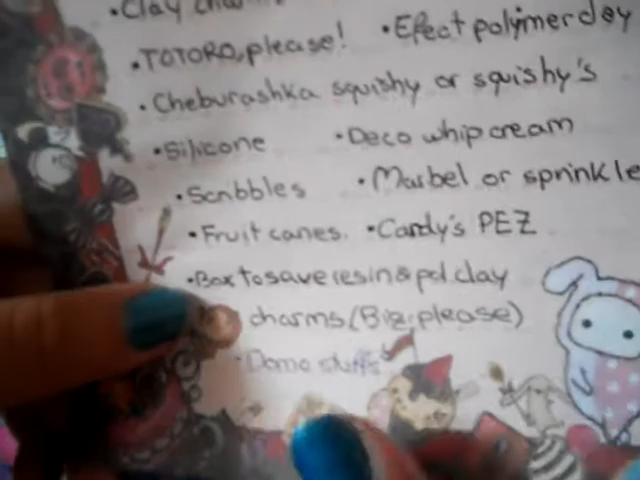 •Clay
•TOTORO, please! •Efect polymer clay
•Cheburashka squishy or squishy's
•Silicone •Deco whip cream
•Scribbles •Marbel or sprinkle
•Fruit canes. •Candy's PEZ
•Box to save resin & pol. clay
charms (Big please)
•Domo stuffs